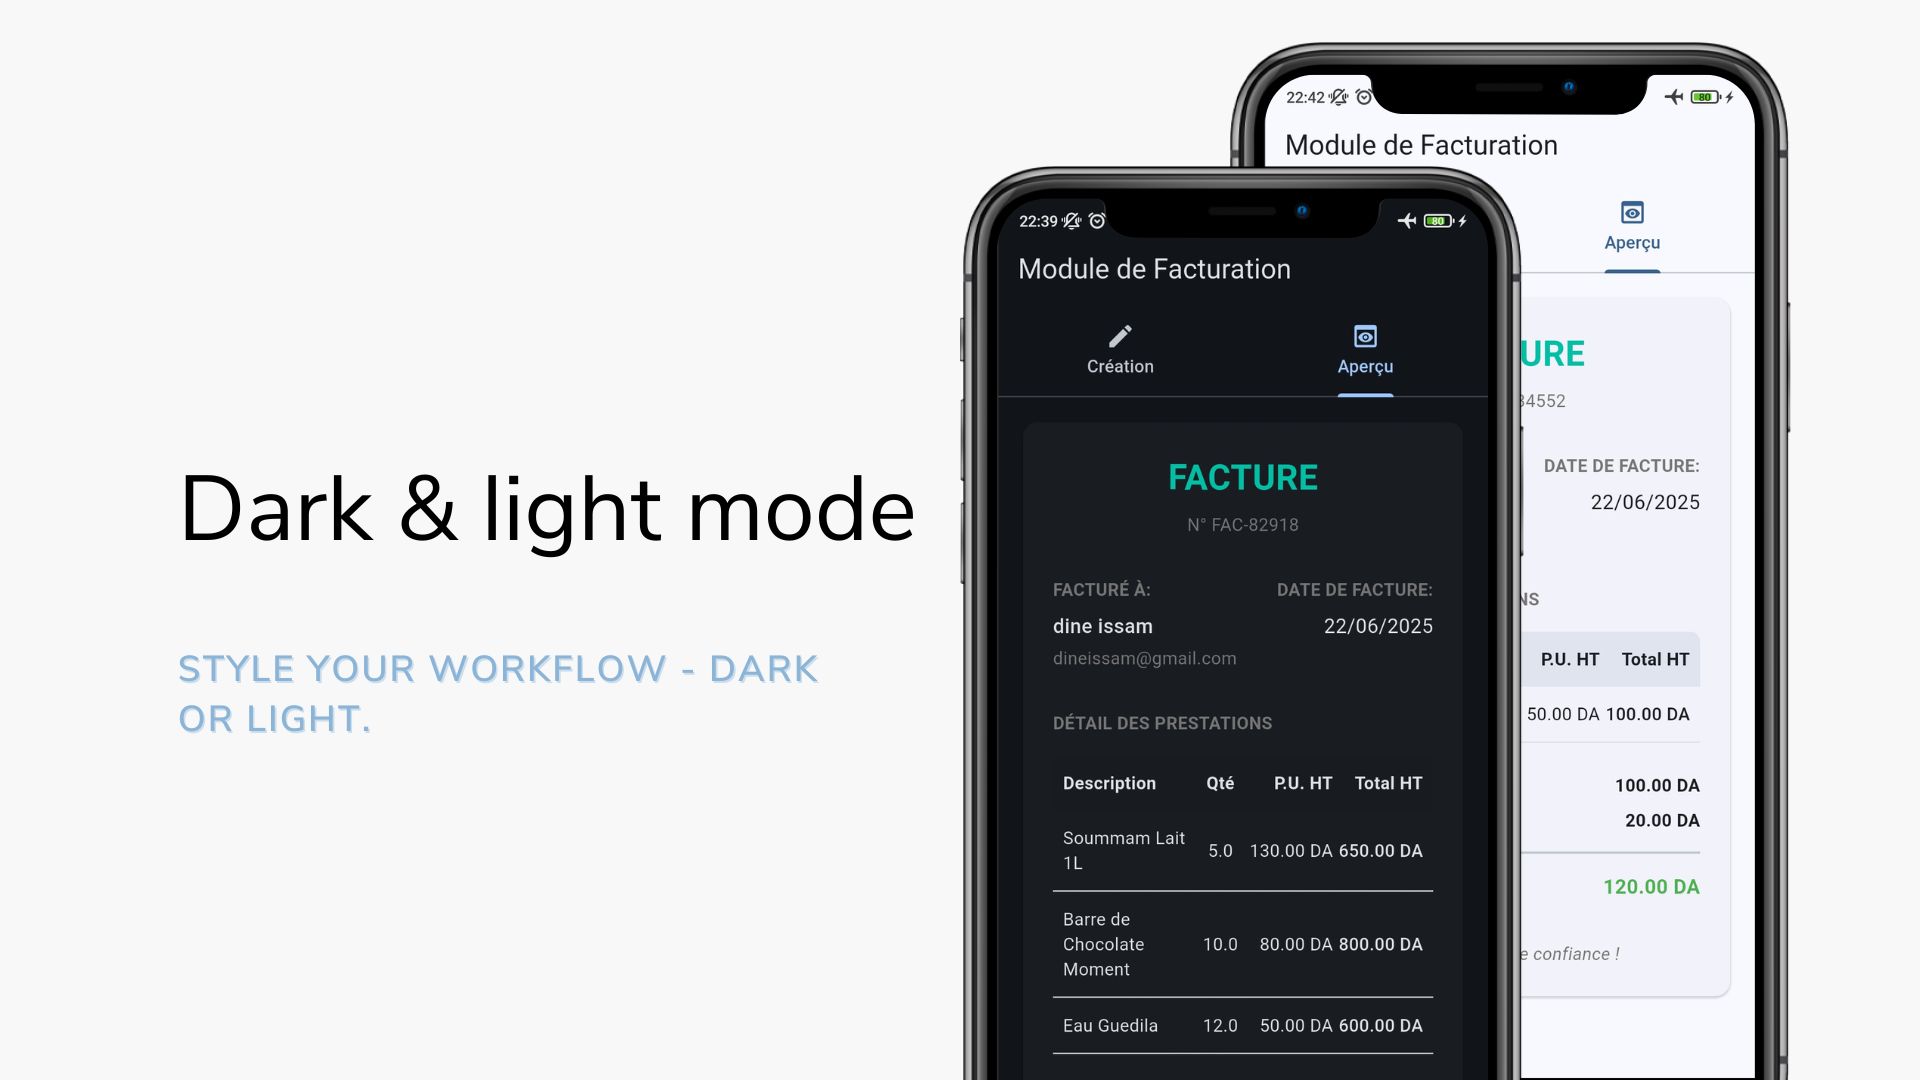 Dark & light mode
STYLE YOUR WORKFLOW - DARK
OR LIGHT.
22:39
80
Module de Facturation
Création
Aperçu
FACTURE
N° FAC-82918
FACTURÉ À:
DATE DE FACTURE:
dine issam
22/06/2025
dineissam@gmail.com
DÉTAIL DES PRESTATIONS
Description Qté P.U. HT Total HT
Soummam Lait
1L
5.0 130.00 DA 650.00 DA
Barre de
Chocolate
Moment
10.0 80.00 DA 800.00 DA
Eau Guedila 12.0 50.00 DA 600.00 DA
22:42
80
Module de Facturation
Aperçu
URE
34552
DATE DE FACTURE:
22/06/2025
NS
P.U. HT Total HT
50.00 DA 100.00 DA
100.00 DA
20.00 DA
120.00 DA
e confiance !